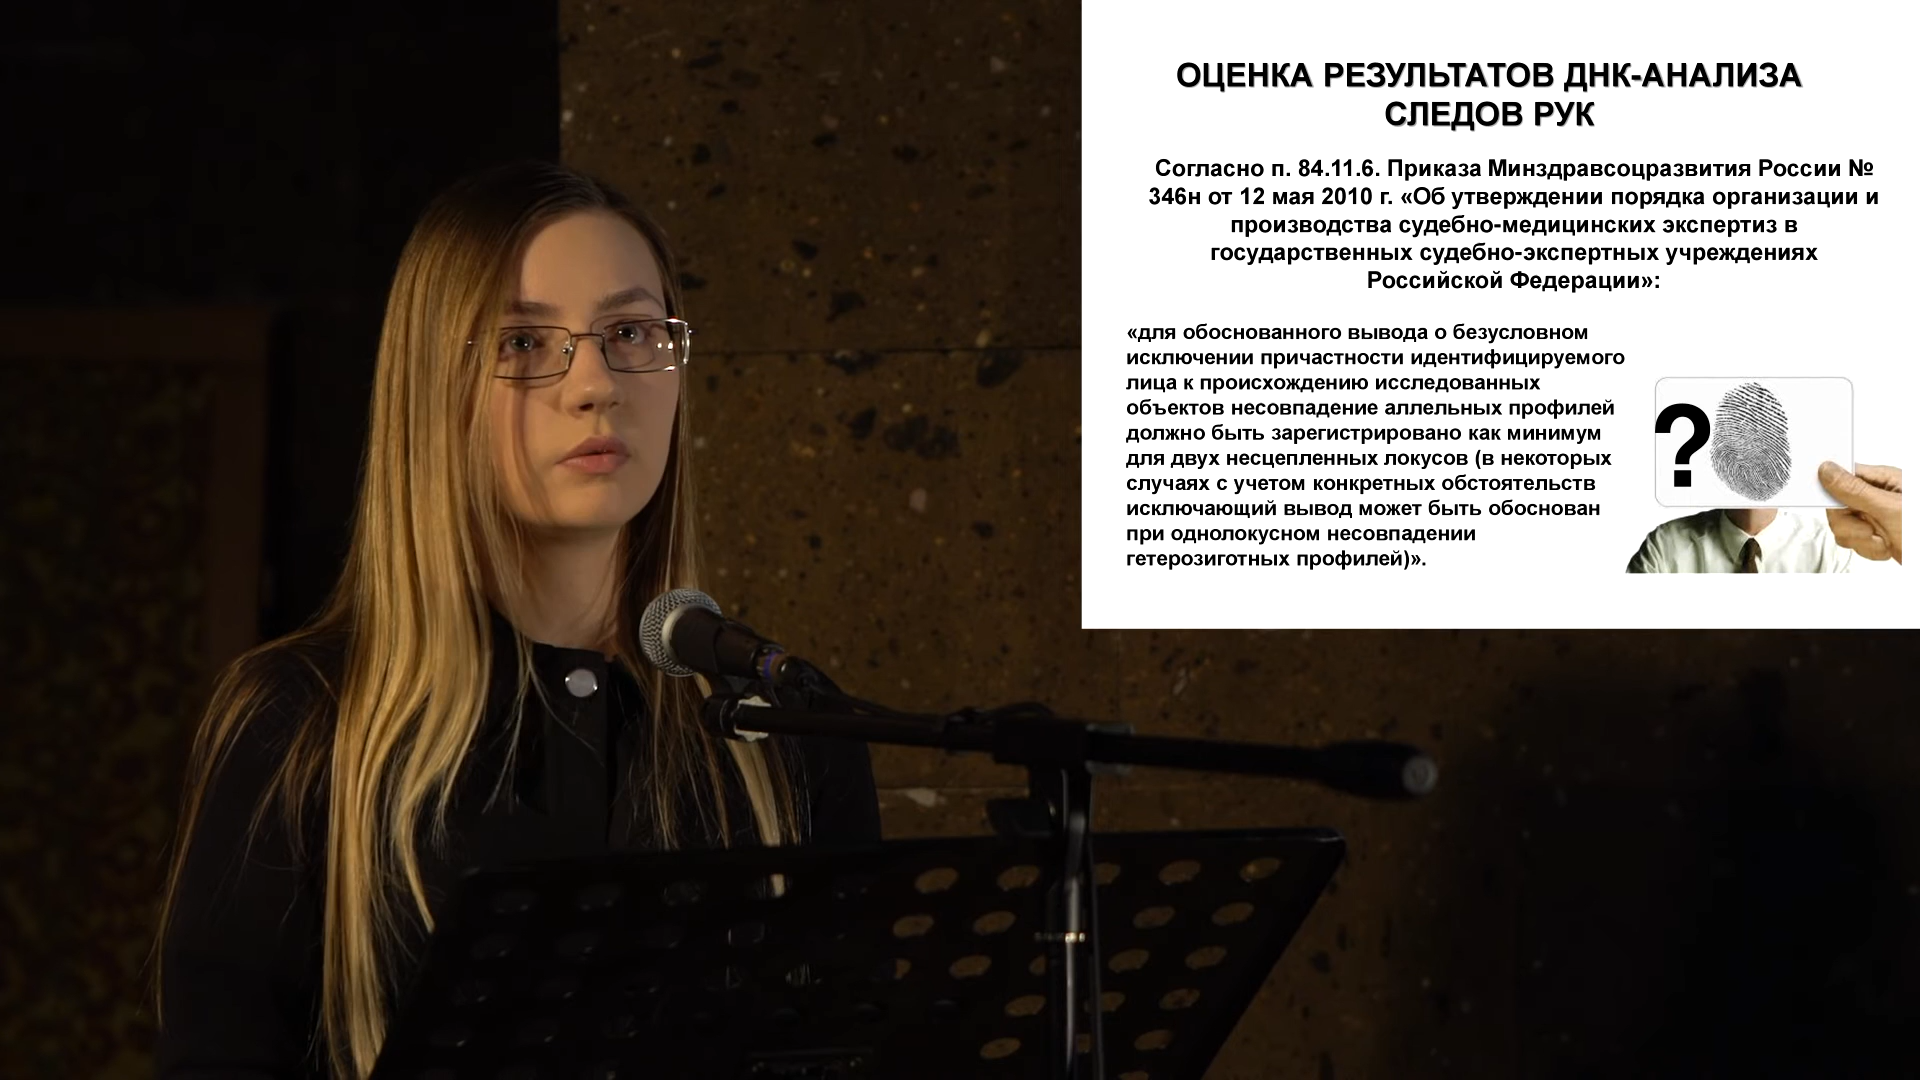 ОЦЕНКА РЕЗУЛЬТАТОВ ДНК-АНАЛИЗА
СЛЕДОВ РУК
Согласно п. 84.11.6. Приказа Минздравсоцразвития России №
346н от 12 мая 2010 г. «Об утверждении порядка организации и
производства судебно-медицинских экспертиз в
государственных судебно-экспертных учреждениях
Российской Федерации»:
«для обоснованного вывода о безусловном
исключении причастности идентифицируемого
лица к происхождению исследованных
объектов несовпадение аллельных профилей
должно быть зарегистрировано как минимум
для двух несцепленных локусов (в некоторых
случаях с учетом конкретных обстоятельств
исключающий вывод может быть обоснован
при однолокусном несовпадении
гетерозиготных профилей)».
?